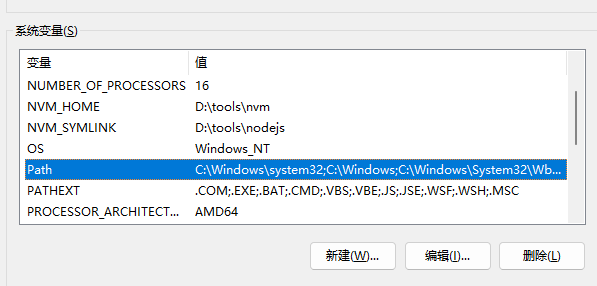 系统变量(S)
变量 值
NUMBER_OF_PROCESSORS 16
NVM_HOME D:\tools\nvm
NVM_SYMLINK D:\tools\nodejs
OS Windows_NT
Path C:\Windows\system32;C:\Windows;C:\Windows\System32\Wb...
PATHEXT .COM;.EXE;.BAT;.CMD;.VBS;.VBE;.JS;.JSE;.WSF;.WSH;.MSC
PROCESSOR_ARCHITECT... AMD64
新建(W)... 编辑(I)... 删除(L)